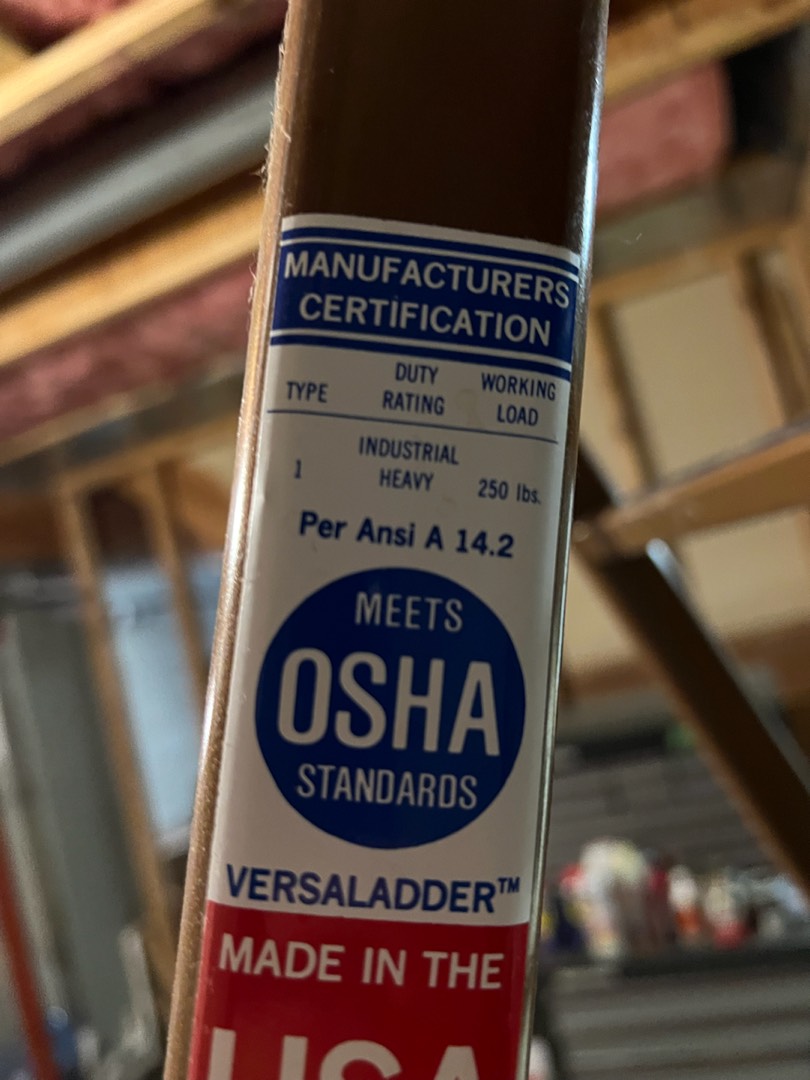 MANUFACTURERS
CERTIFICATION
TYPE DUTY RATING WORKING LOAD
1 INDUSTRIAL HEAVY 250 lbs.
Per Ansi A 14.2
MEETS
OSHA
STANDARDS
VERSALADDER™
MADE IN THE
USA